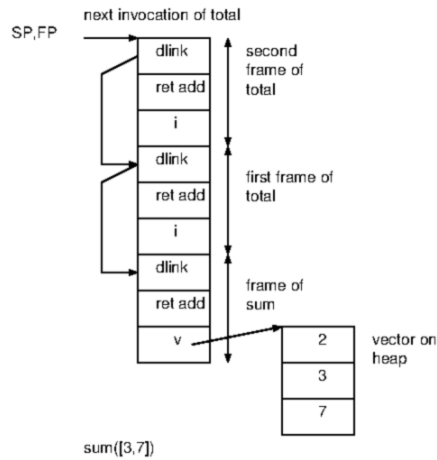 next invocation of total
SP,FP
dlink
second
frame of
total
ret add
i
dlink
first frame of
total
ret add
i
dlink
frame of
sum
ret add
v
2
vector on
heap
3
7
sum([3,7])